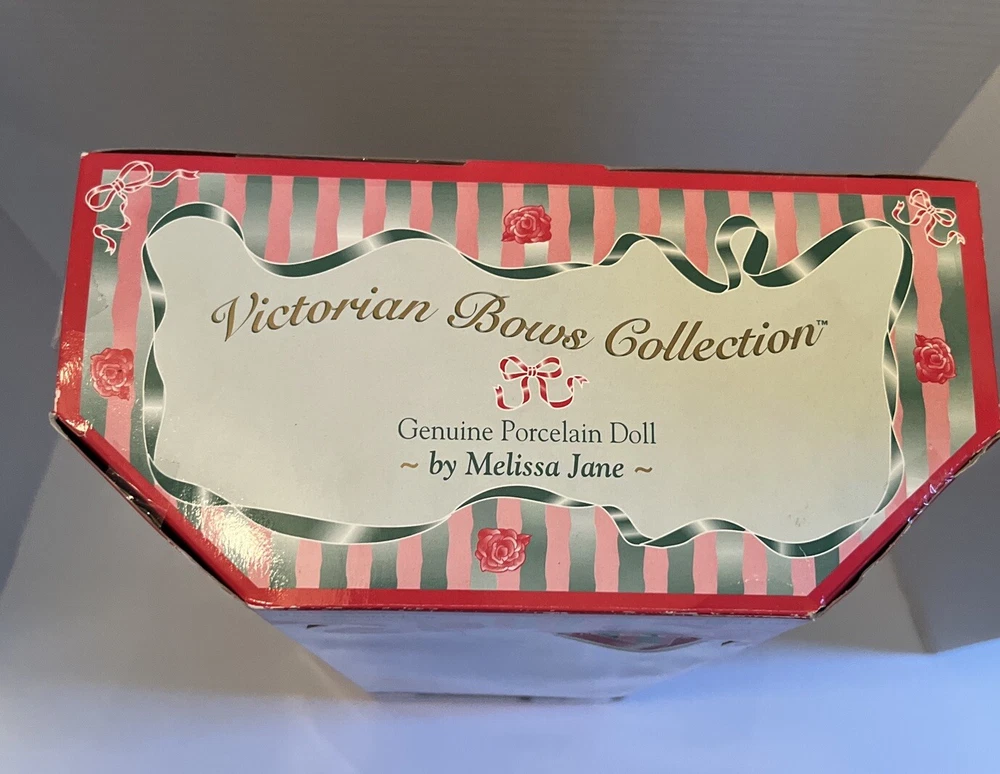 Victorian Bows Collection™
Genuine Porcelain Doll
~ by Melissa Jane ~